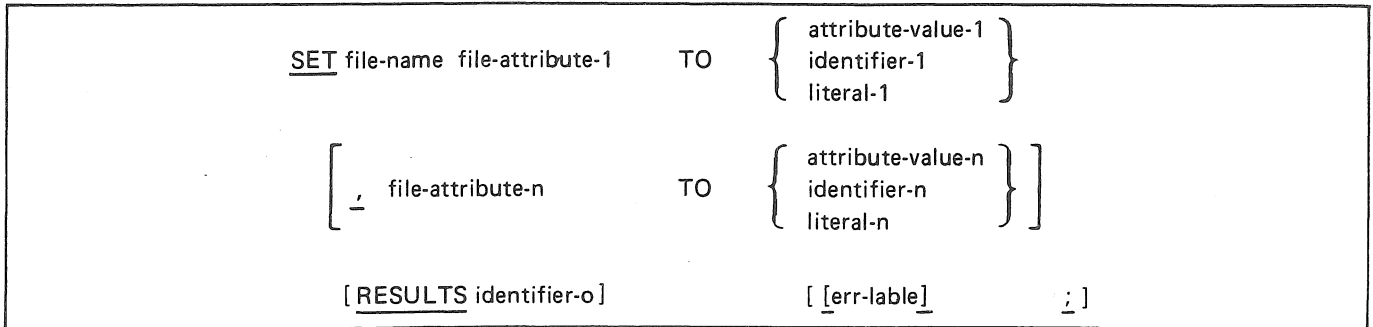 attribute-value-1
SET file-name file-attribute-1 TO identifier-1
literal-1
attribute-value-n
[ , file-attribute-n TO identifier-n ]
literal-n
[ RESULTS identifier-o ] [ [err-lable] ; ]